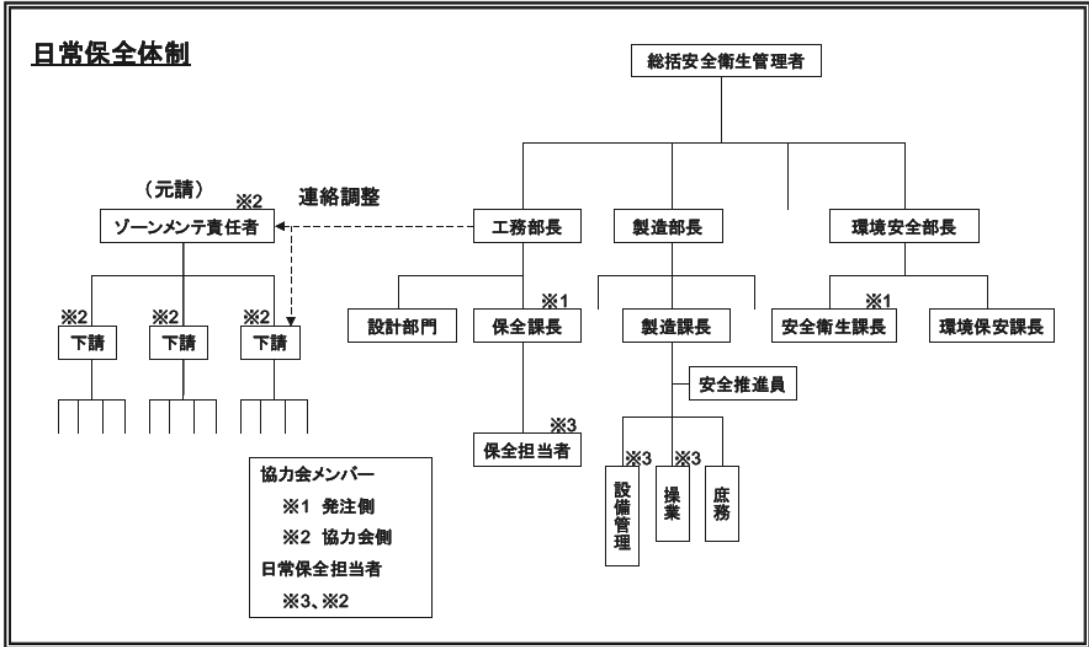 日常保全体制
総括安全衛生管理者
(元請)
※2
連絡調整
ゾーンメンテ責任者
工務部長
製造部長
環境安全部長
※2
※2
※2
※1
※1
下請
下請
下請
設計部門
保全課長
製造課長
安全衛生課長
環境保安課長
安全推進員
※3
保全担当者
※3
※3
設備管理
操業
庶務
協力会メンバー
※1 発注側
※2 協力会側
日常保全担当者
※3、※2